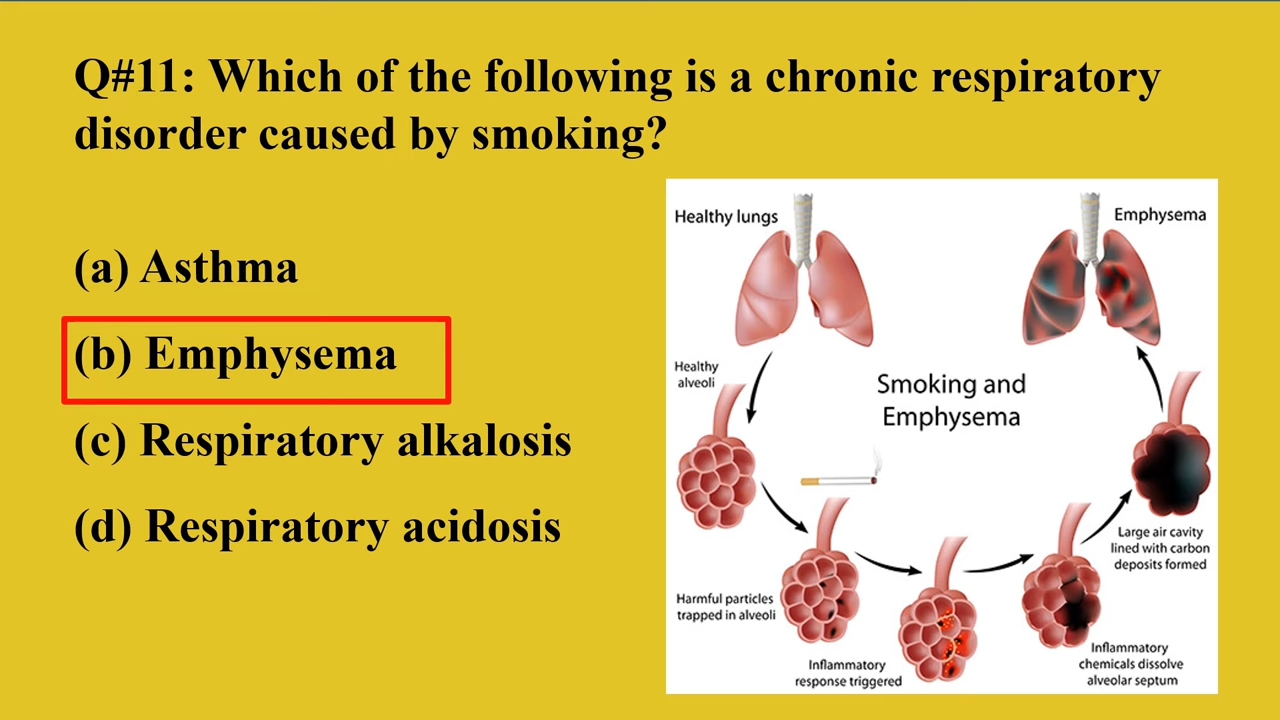 Q#11: Which of the following is a chronic respiratory
disorder caused by smoking?
(a) Asthma
(b) Emphysema
(c) Respiratory alkalosis
(d) Respiratory acidosis
Healthy lungs
Emphysema
Healthy
alveoli
Smoking and
Emphysema
Harmful particles
trapped in alveoli
Inflammatory
response triggered
Inflammatory
chemicals dissolve
alveolar septum
Large air cavity
lined with carbon
deposits formed